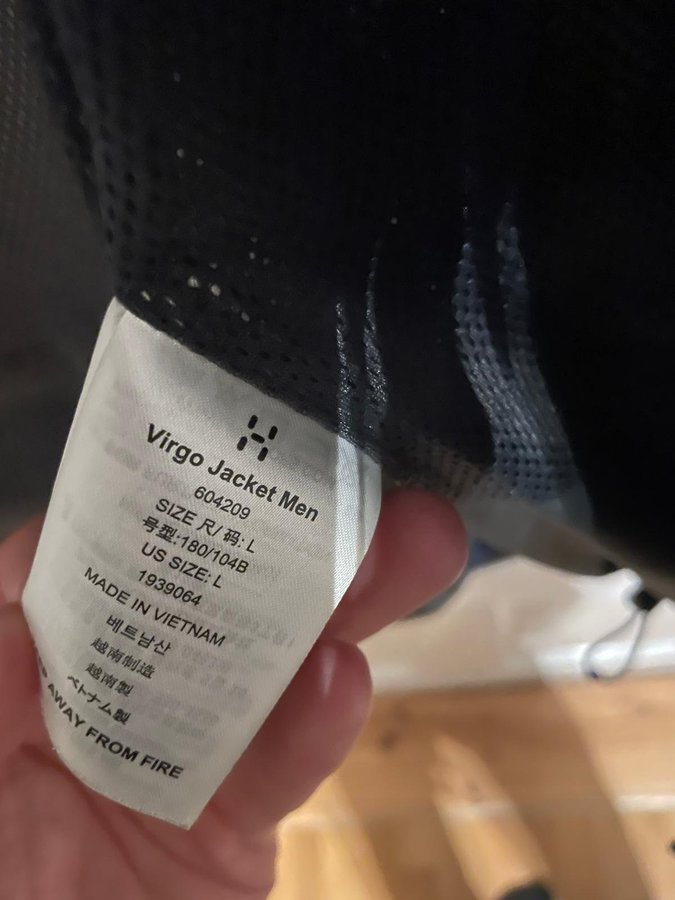 Virgo Jacket Men
604209
SIZE 尺/码: L
号型:180/104B
US SIZE: L
1939064
MADE IN VIETNAM
베트남산
越南制造
越南製
ベトナム製
AWAY FROM FIRE